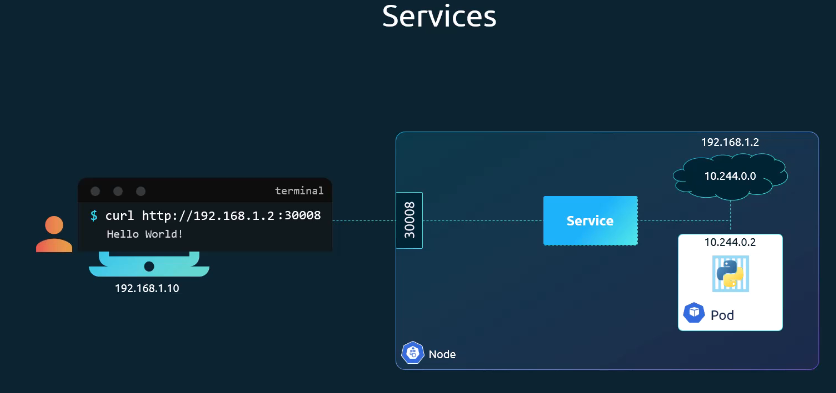 Services
192.168.1.2
10.244.0.0
terminal
$ curl http://192.168.1.2:30008
Hello World!
30008
Service
10.244.0.2
Pod
192.168.1.10
Node